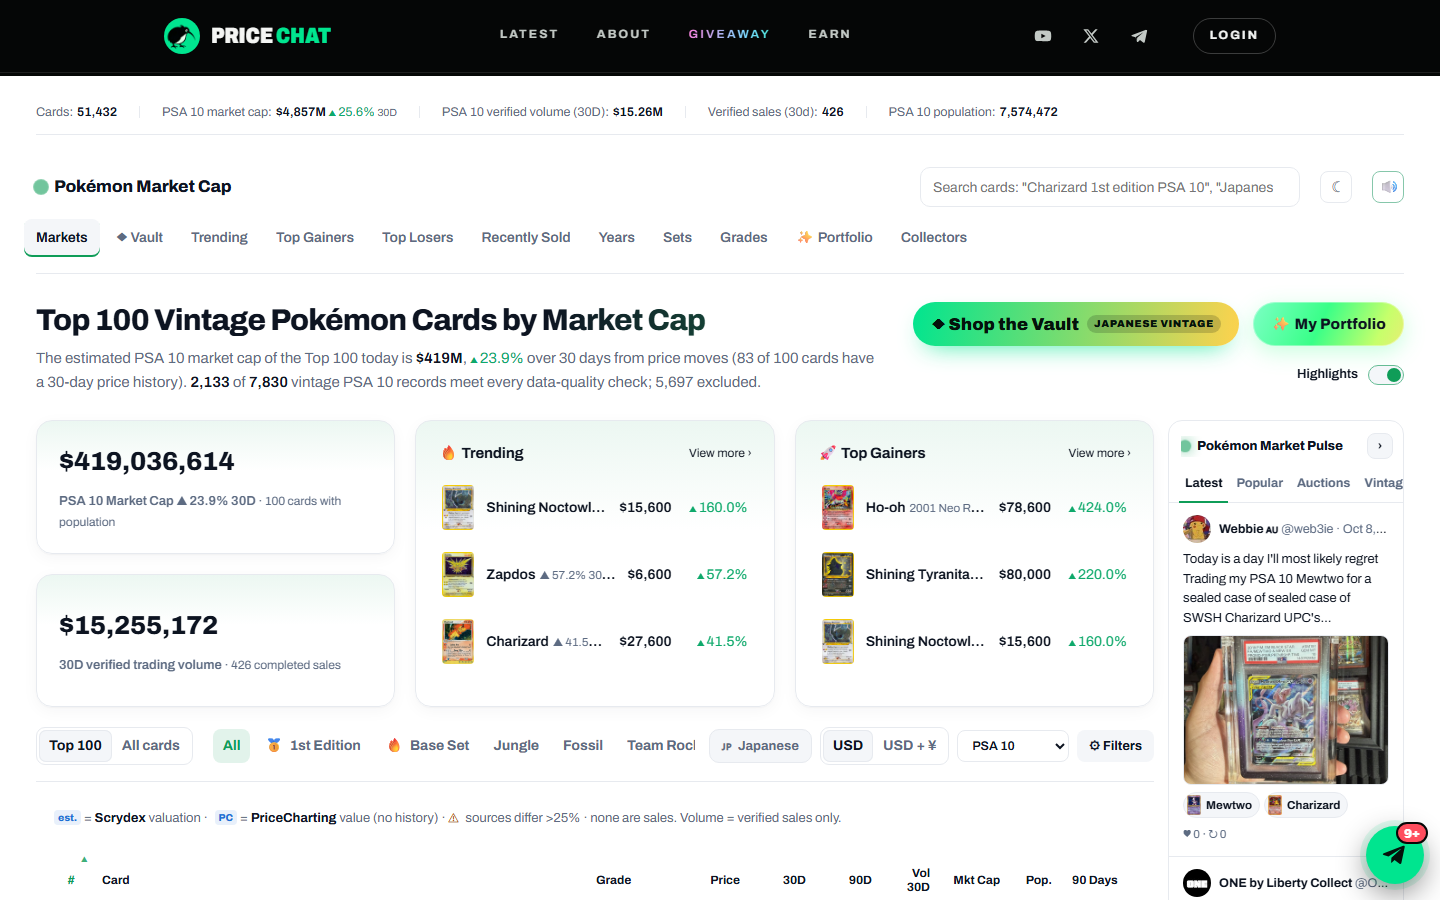 PRICE CHAT
LATEST ABOUT GIVEAWAY EARN
LOGIN
Cards: 51,432 PSA 10 market cap: $4,857M ▲25.6% 30D PSA 10 verified volume (30D): $15.26M Verified sales (30d): 426 PSA 10 population: 7,574,472
Pokémon Market Cap
Search cards: "Charizard 1st edition PSA 10", "Japanes
Markets ◆ Vault Trending Top Gainers Top Losers Recently Sold Years Sets Grades ✨ Portfolio Collectors
Top 100 Vintage Pokémon Cards by Market Cap
◆ Shop the Vault JAPANESE VINTAGE
✨ My Portfolio
The estimated PSA 10 market cap of the Top 100 today is $419M, ▲23.9% over 30 days from price moves (83 of 100 cards have
a 30-day price history). 2,133 of 7,830 vintage PSA 10 records meet every data-quality check; 5,697 excluded.
Highlights
$419,036,614
PSA 10 Market Cap ▲ 23.9% 30D · 100 cards with
population
$15,255,172
30D verified trading volume · 426 completed sales
🔥 Trending View more ›
Shining Noctowl... $15,600 ▲160.0%
Zapdos ▲ 57.2% 30... $6,600 ▲57.2%
Charizard ▲ 41.5... $27,600 ▲41.5%
🚀 Top Gainers View more ›
Ho-oh 2001 Neo R... $78,600 ▲424.0%
Shining Tyranita... $80,000 ▲220.0%
Shining Noctowl... $15,600 ▲160.0%
Pokémon Market Pulse ›
Latest Popular Auctions Vintag
Webbie AU @web3ie · Oct 8,...
Today is a day I'll most likely regret
Trading my PSA 10 Mewtwo for a
sealed case of sealed case of
SWSH Charizard UPC's...
Mewtwo Charizard
♥ 0 · ↻ 0
9+
ONE
ONE by Liberty Collect @O...
Top 100 All cards All 🥇 1st Edition 🔥 Base Set Jungle Fossil Team Rocl JP Japanese USD USD + ¥ PSA 10 ⚙ Filters
est. = Scrydex valuation · PC = PriceCharting value (no history) · ⚠ sources differ >25% · none are sales. Volume = verified sales only.
▲
# Card Grade Price 30D 90D Vol 30D Mkt Cap Pop. 90 Days